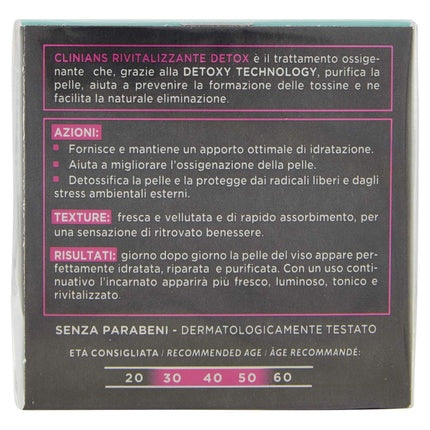 CLINIANS RIVITALIZZANTE DETOX è il trattamento ossige-
nante che, grazie alla DETOXY TECHNOLOGY, purifica la
pelle, aiuta a prevenire la formazione delle tossine e ne
facilita la naturale eliminazione.
AZIONI:
Fornisce e mantiene un apporto ottimale di idratazione.
Aiuta a migliorare l'ossigenazione della pelle.
Detossifica la pelle e la protegge dai radicali liberi e dagli
stress ambientali esterni.
TEXTURE: fresca e vellutata e di rapido assorbimento, per
una sensazione di ritrovato benessere.
RISULTATI: giorno dopo giorno la pelle del viso appare per-
fettamente idratata, riparata e purificata. Con un uso conti-
nuativo l'incarnato apparirà più fresco, luminoso, tonico e
rivitalizzato.
SENZA PARABENI - DERMATOLOGICAMENTE TESTATO
ETÀ CONSIGLIATA / RECOMMENDED AGE / ÂGE RECOMMANDÉ:
20 30 40 50 60